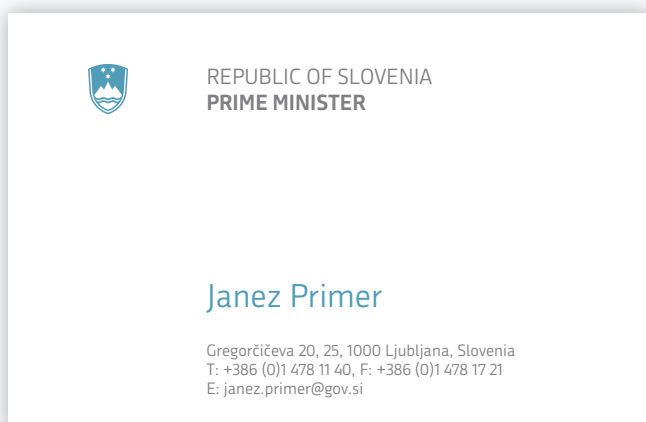 REPUBLIC OF SLOVENIA
PRIME MINISTER
Janez Primer
Gregorčičeva 20, 25, 1000 Ljubljana, Slovenia
T: +386 (0)1 478 11 40, F: +386 (0)1 478 17 21
E: janez.primer@gov.si